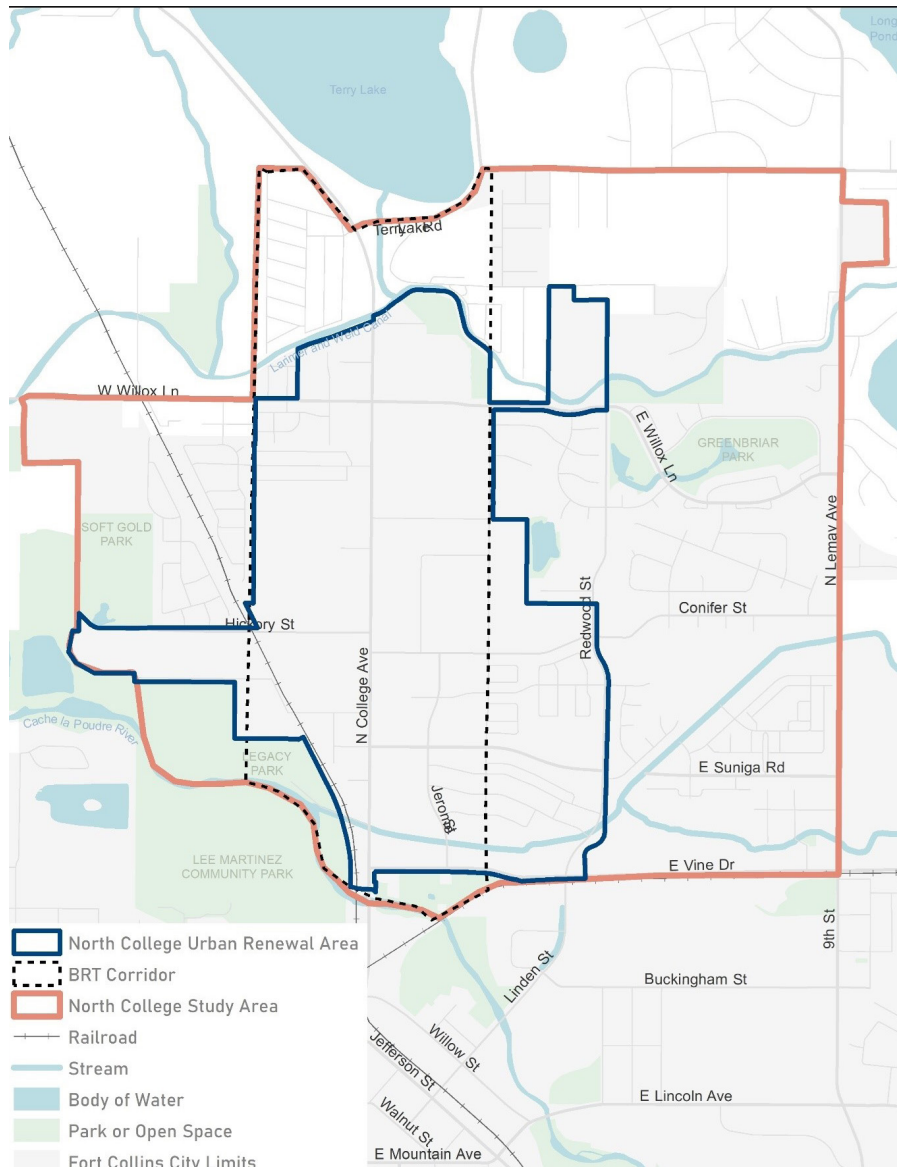 Long
Pond
Terry Lake
Terry Lake Rd
Larimer and Weld Canal
W Willox Ln
E Willox Ln
GREENBRIAR
PARK
SOFT GOLD
PARK
N Lemay Ave
Redwood St
Conifer St
Hickory St
N College Ave
Cache la Poudre River
LEGACY
PARK
E Suniga Rd
Jerome St
LEE MARTINEZ
COMMUNITY PARK
E Vine Dr
9th St
Linden St
Buckingham St
Willow St
Jefferson St
Walnut St
E Lincoln Ave
E Mountain Ave
North College Urban Renewal Area
BRT Corridor
North College Study Area
Railroad
Stream
Body of Water
Park or Open Space
Fort Collins City Limits